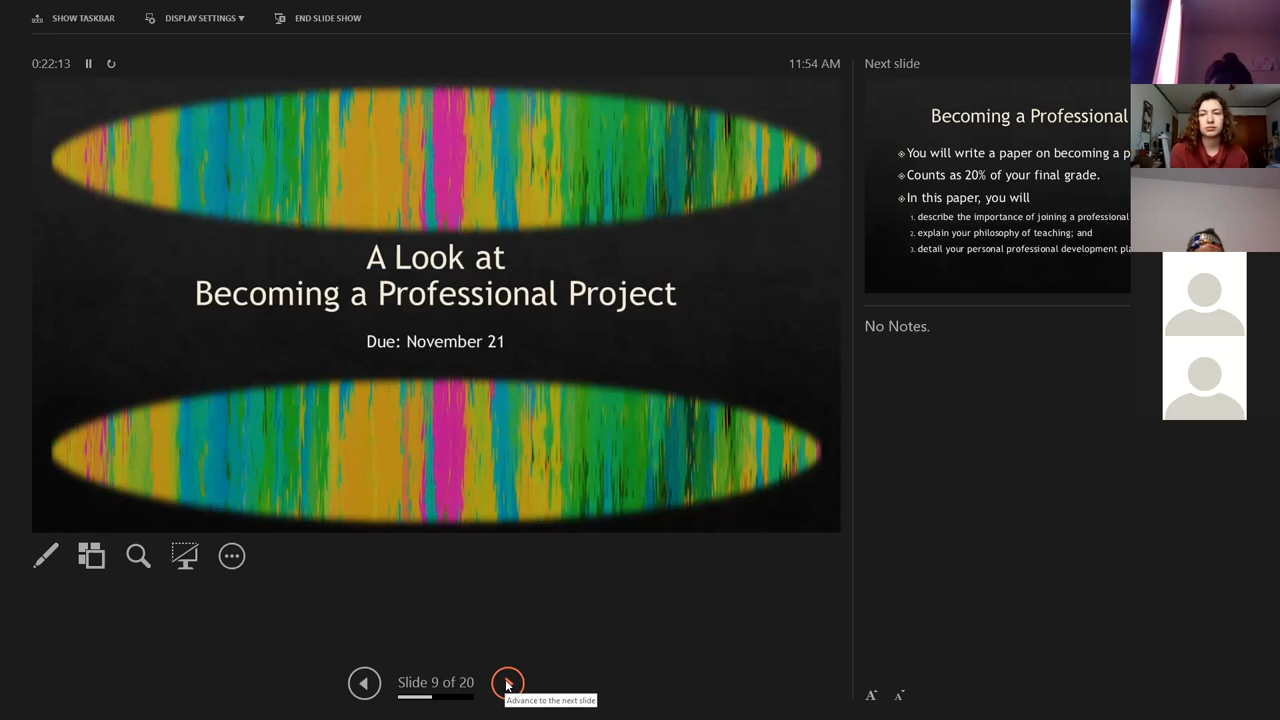 SHOW TASKBAR DISPLAY SETTINGS ▼ END SLIDE SHOW
0:22:13
11:54 AM
A Look at
Becoming a Professional Project
Due: November 21
Next slide
Becoming a Professional
You will write a paper on becoming a p
Counts as 20% of your final grade.
In this paper, you will
1. describe the importance of joining a professional
2. explain your philosophy of teaching; and
3. detail your personal professional development pla
No Notes.
Slide 9 of 20
Advance to the next slide
A A